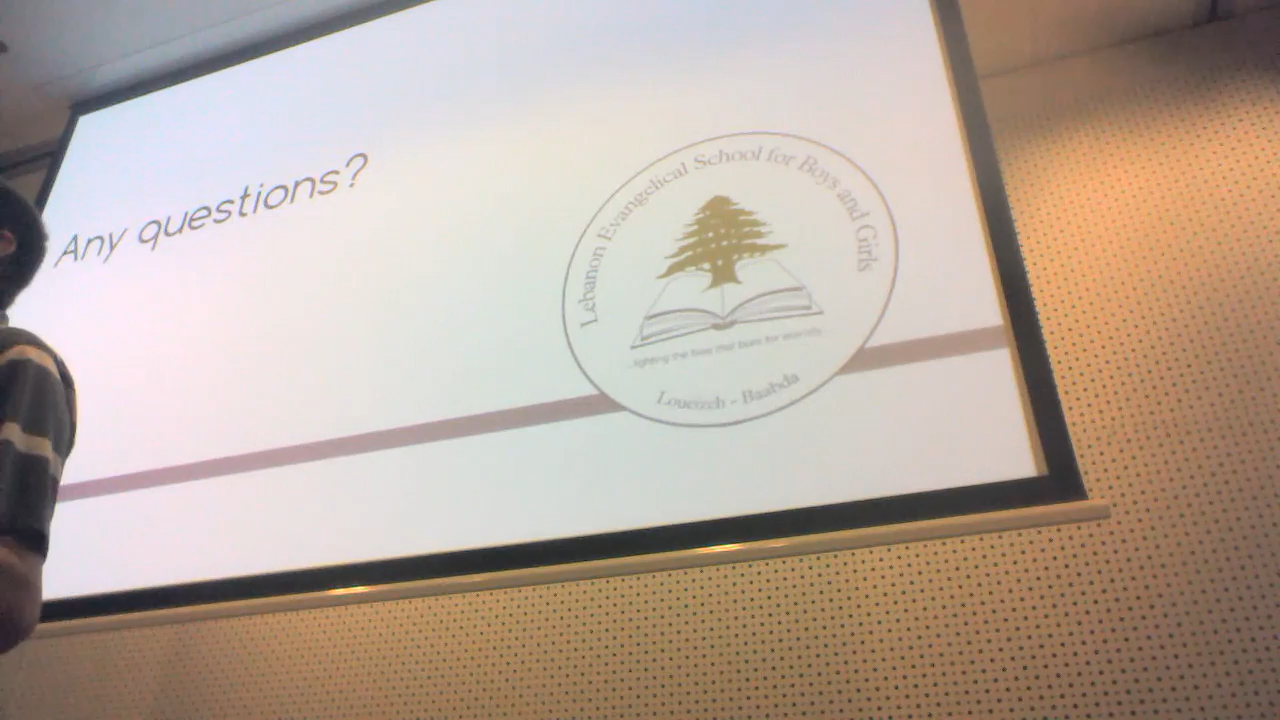 Any questions?
Lebanon Evangelical School for Boys and Girls
Loueizeh - Baabda